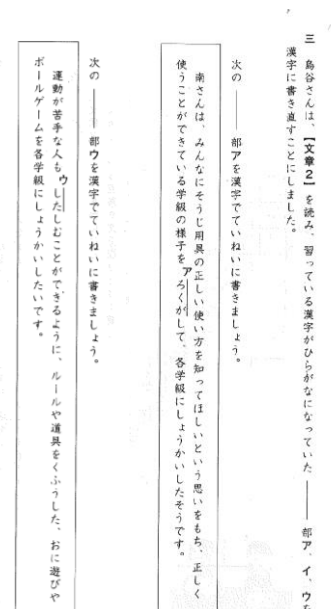 三 島谷さんは、【文章２】を読み、習っている漢字がひらがなになっていた――部ア、イ、ウを
漢字に書き直すことにしました。
次の――部アを漢字でていねいに書きましょう。
南さんは、みんなにそうじ用具の正しい使い方を知ってほしいという思いをもち、正しく
使うことができている学級の様子をアろくがして、各学級にしょうかいしたそうです。
次の――部ウを漢字でていねいに書きましょう。
運動が苦手な人もウしたしむことができるように、ルールや道具をくふうした、おに遊びや
ボールゲームを各学級にしょうかいしたいです。